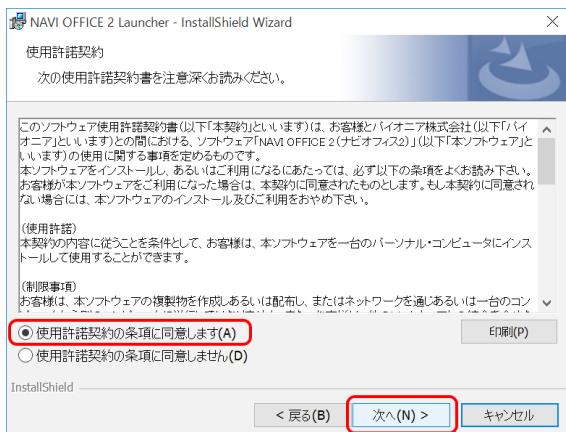 NAVI OFFICE 2 Launcher - InstallShield Wizard
使用許諾契約
次の使用許諾契約書を注意深くお読みください。
このソフトウェア使用許諾契約書(以下「本契約」といいます)は、お客様とパイオニア株式会社(以下「パイ
オニア」といいます)との間における、ソフトウェア「NAVI OFFICE 2(ナビオフィス2)」(以下「本ソフトウェア」と
いいます)の使用に関する事項を定めるものです。
本ソフトウェアをインストールし、あるいはご利用になるにあたっては、必ず以下の条項をよくお読み下さい。
お客様が本ソフトウェアをご利用になった場合は、本契約に同意されたものとします。もし本契約に同意され
ない場合には、本ソフトウェアのインストール及びご利用をおやめ下さい。
(使用許諾)
本契約の内容に従うことを条件として、お客様は、本ソフトウェアを一台のパーソナル・コンピュータにインス
トールして使用することができます。
(制限事項)
お客様は、本ソフトウェアの複製物を作成しあるいは配布し、またはネットワークを通じあるいは一台のコン
使用許諾契約の条項に同意します(A)
印刷(P)
使用許諾契約の条項に同意しません(D)
InstallShield
< 戻る(B)
次へ(N) >
キャンセル